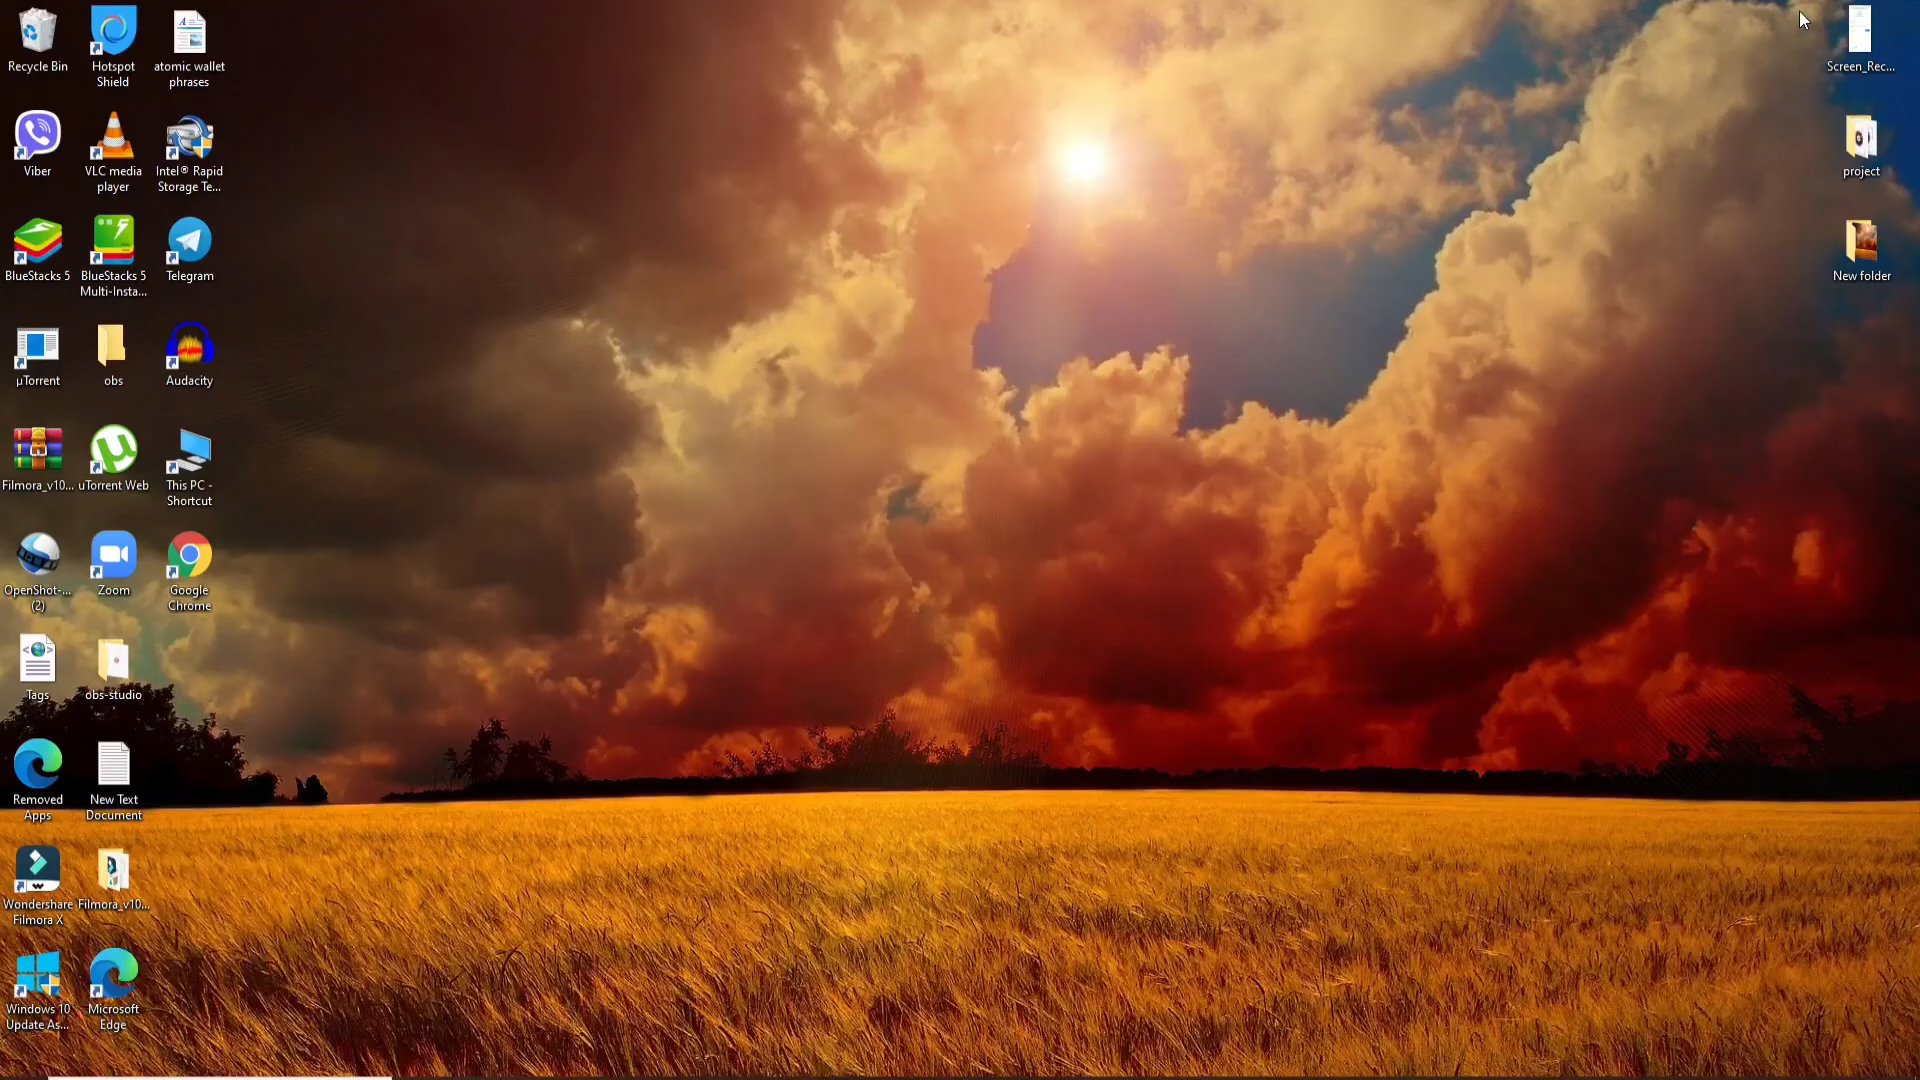 Recycle Bin
Hotspot
Shield
atomic wallet
phrases
Viber
VLC media
player
Intel® Rapid
Storage Te...
BlueStacks 5
BlueStacks 5
Multi-Insta...
Telegram
µTorrent
obs
Audacity
Filmora_v10...
uTorrent Web
This PC -
Shortcut
OpenShot-...
(2)
Zoom
Google
Chrome
Tags
obs-studio
Removed
Apps
New Text
Document
Wondershare
Filmora X
Filmora_v10...
Windows 10
Update As...
Microsoft
Edge
Screen_Rec...
project
New folder